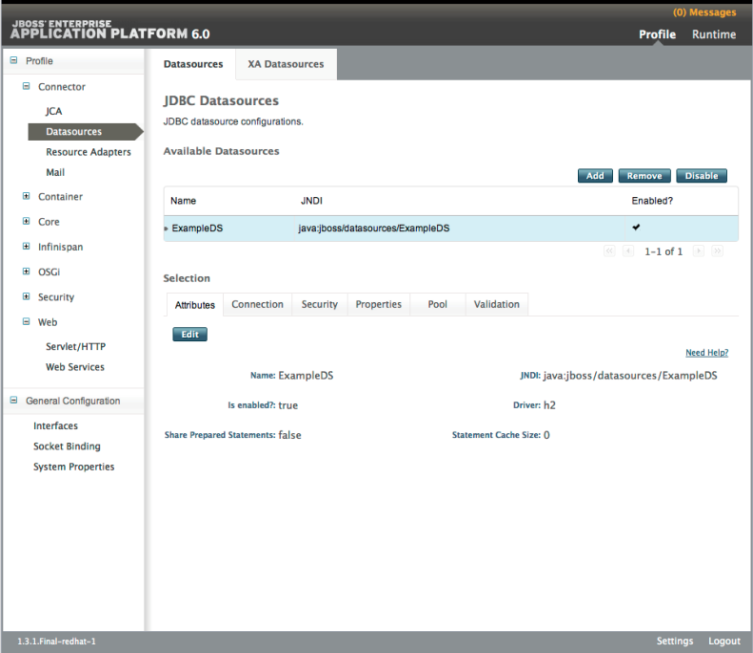 (0) Messages
JBOSS® ENTERPRISE
APPLICATION PLATFORM 6.0
Profile Runtime
Profile
Connector
JCA
Datasources
Resource Adapters
Mail
Container
Core
Infinispan
OSGi
Security
Web
Servlet/HTTP
Web Services
General Configuration
Interfaces
Socket Binding
System Properties
Datasources XA Datasources
JDBC Datasources
JDBC datasource configurations.
Available Datasources
Add Remove Disable
Name JNDI Enabled?
ExampleDS java:jboss/datasources/ExampleDS
1-1 of 1
Selection
Attributes Connection Security Properties Pool Validation
Edit
Need Help?
Name: ExampleDS JNDI: java:jboss/datasources/ExampleDS
Is enabled?: true Driver: h2
Share Prepared Statements: false Statement Cache Size: 0
1.3.1.Final-redhat-1
Settings Logout